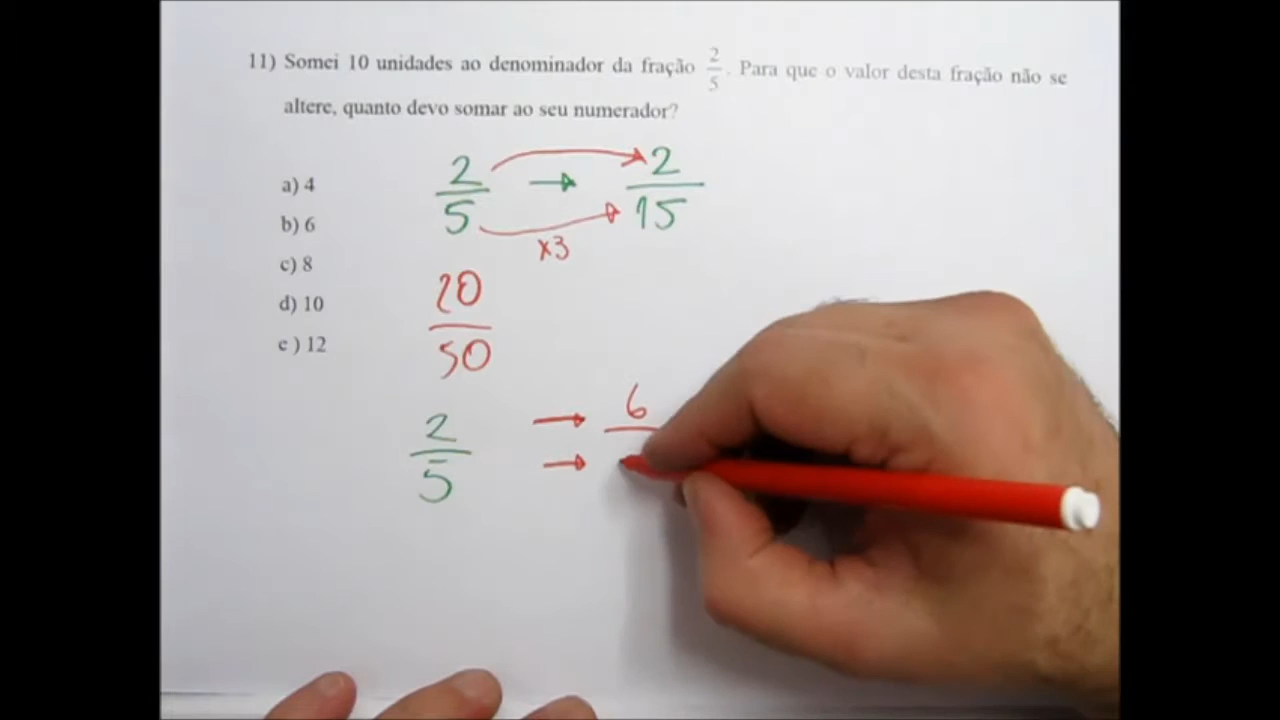 11) Somei 10 unidades ao denominador da fração 2/5. Para que o valor desta fração não se
altere, quanto devo somar ao seu numerador?
a) 4
b) 6
c) 8
d) 10
e ) 12
2/5 → 2/15
x3
20/50
2/5 → 6
→